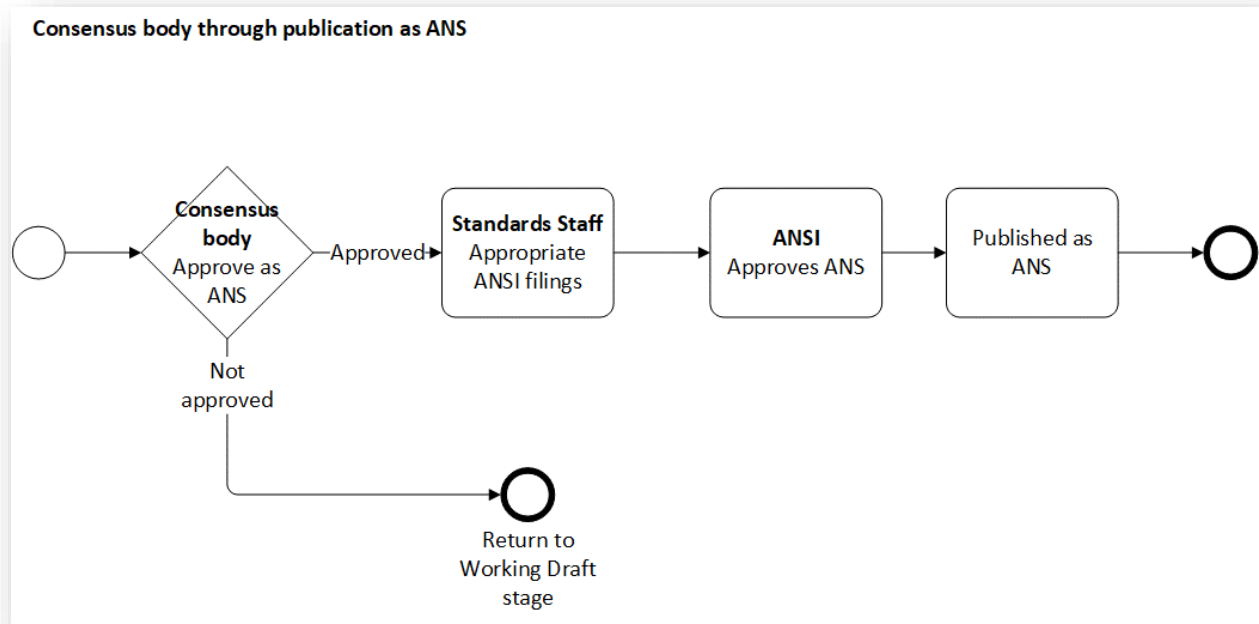 Consensus body through publication as ANS
Consensus
body
Approve as
ANS
Approved
Standards Staff
Appropriate
ANSI filings
ANSI
Approves ANS
Published as
ANS
Not
approved
Return to
Working Draft
stage